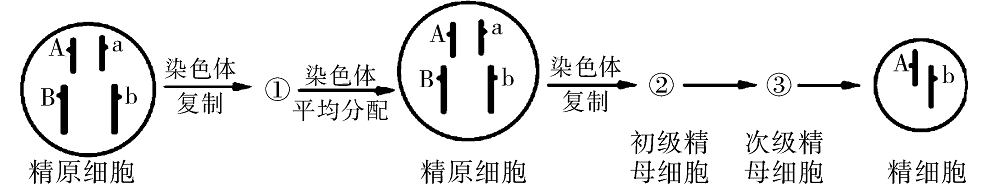 A a
B b
精原细胞
染色体
复制
①
染色体
平均分配
A a
B b
精原细胞
染色体
复制
②
初级精
母细胞
③
次级精
母细胞
A b
精细胞